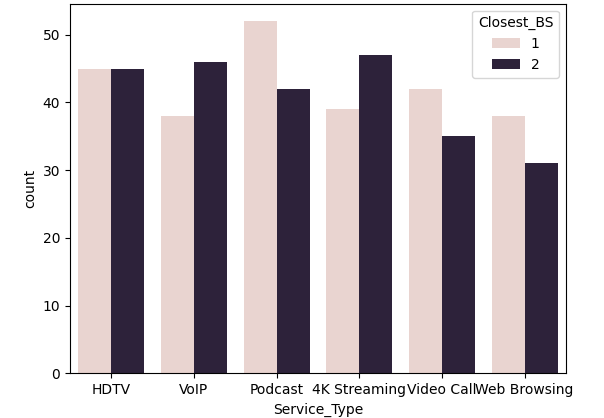 Closest_BS
1
2
50
40
30
20
10
0
count
HDTV VoIP Podcast 4K Streaming Video Call Web Browsing
Service_Type